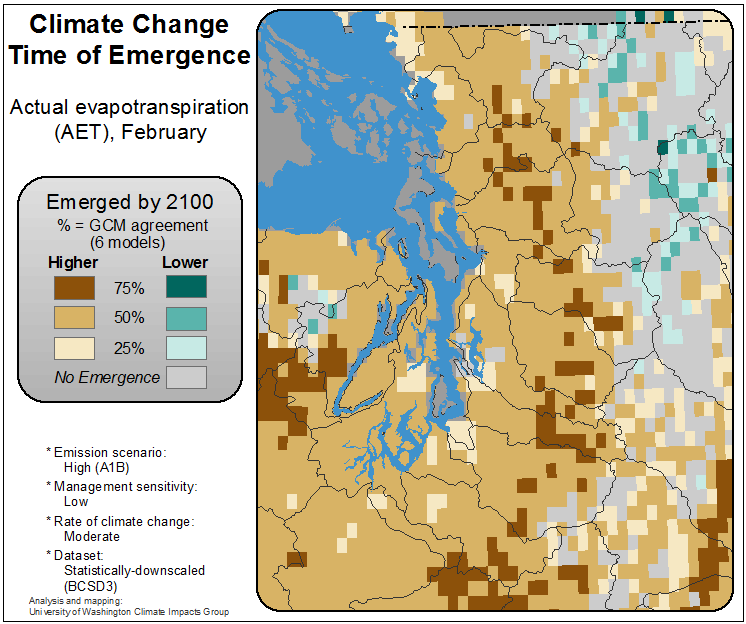 Climate Change
Time of Emergence
Actual evapotranspiration
(AET), February
Emerged by 2100
% = GCM agreement
(6 models)
Higher Lower
75%
50%
25%
No Emergence
* Emission scenario:
High (A1B)
* Management sensitivity:
Low
* Rate of climate change:
Moderate
* Dataset:
Statistically-downscaled
(BCSD3)
Analysis and mapping:
University of Washington Climate Impacts Group